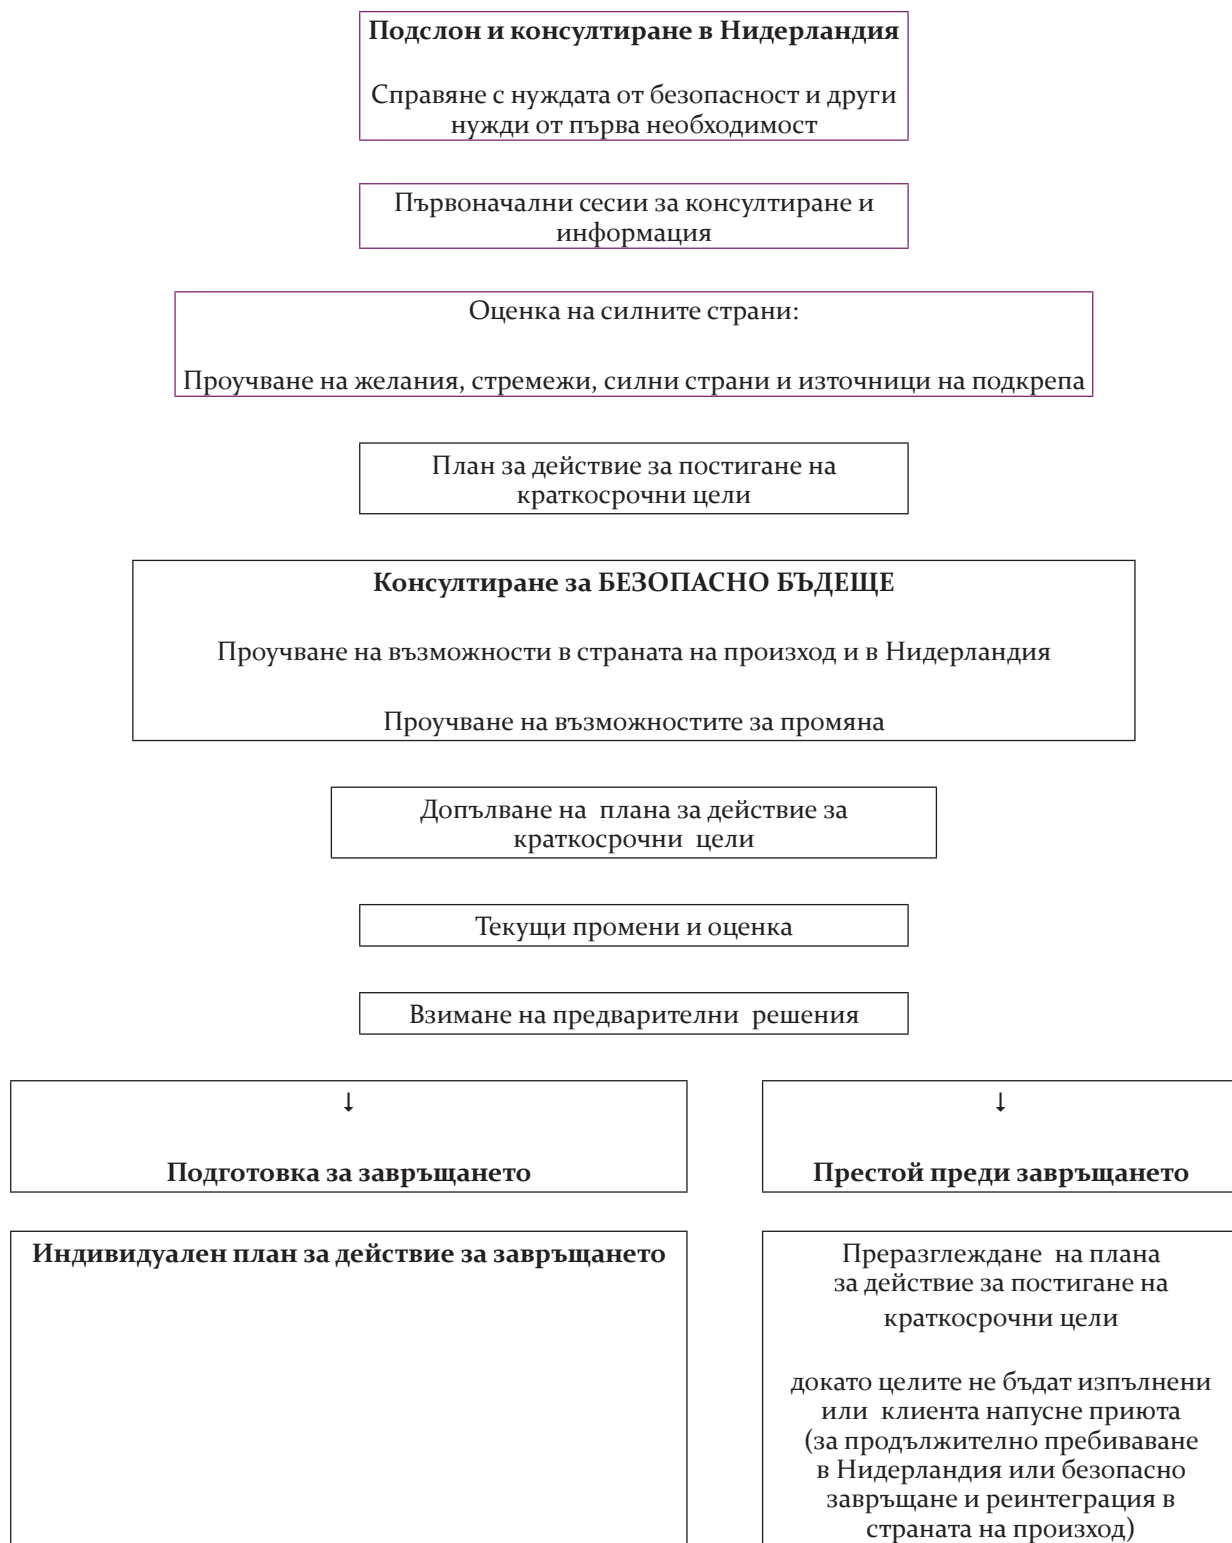 Подслон и консултиране в Нидерландия
Справяне с нуждата от безопасност и други
нужди от първа необходимост
Първоначални сесии за консултиране и
информация
Оценка на силните страни:
Проучване на желания, стремежи, силни страни и източници на подкрепа
План за действие за постигане на
краткосрочни цели
Консултиране за БЕЗОПАСНО БЪДЕЩЕ
Проучване на възможности в страната на произход и в Нидерландия
Проучване на възможностите за промяна
Допълване на плана за действие за
краткосрочни цели
Текущи промени и оценка
Взимане на предварителни решения
↓
Подготовка за завръщането
↓
Престой преди завръщането
Индивидуален план за действие за завръщането
Преразглеждане на плана
за действие за постигане на
краткосрочни цели
докато целите не бъдат изпълнени
или клиента напусне приюта
(за продължително пребиваване
в Нидерландия или безопасно
завръщане и реинтеграция в
страната на произход)